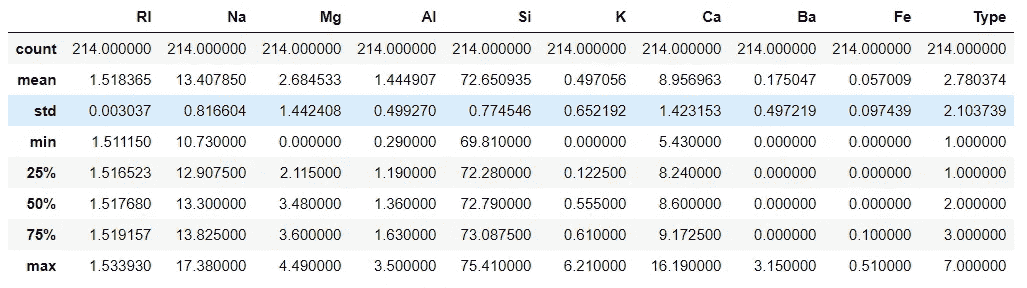 RI Na Mg Al Si K Ca Ba Fe Type
count 214.000000 214.000000 214.000000 214.000000 214.000000 214.000000 214.000000 214.000000 214.000000 214.000000
mean 1.518365 13.407850 2.684533 1.444907 72.650935 0.497056 8.956963 0.175047 0.057009 2.780374
std 0.003037 0.816604 1.442408 0.499270 0.774546 0.652192 1.423153 0.497219 0.097439 2.103739
min 1.511150 10.730000 0.000000 0.290000 69.810000 0.000000 5.430000 0.000000 0.000000 1.000000
25% 1.516523 12.907500 2.115000 1.190000 72.280000 0.122500 8.240000 0.000000 0.000000 1.000000
50% 1.517680 13.300000 3.480000 1.360000 72.790000 0.555000 8.600000 0.000000 0.000000 2.000000
75% 1.519157 13.825000 3.600000 1.630000 73.087500 0.610000 9.172500 0.000000 0.100000 3.000000
max 1.533930 17.380000 4.490000 3.500000 75.410000 6.210000 16.190000 3.150000 0.510000 7.000000